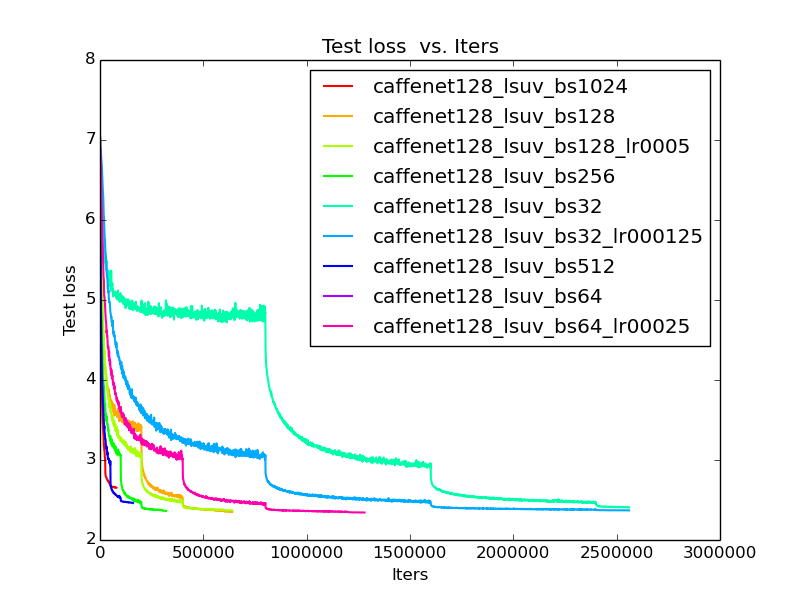 Test loss  vs. Iters
8
7
6
5
4
3
2
Test loss
caffenet128_lsuv_bs1024
caffenet128_lsuv_bs128
caffenet128_lsuv_bs128_lr0005
caffenet128_lsuv_bs256
caffenet128_lsuv_bs32
caffenet128_lsuv_bs32_lr000125
caffenet128_lsuv_bs512
caffenet128_lsuv_bs64
caffenet128_lsuv_bs64_lr00025
0 500000 1000000 1500000 2000000 2500000 3000000
Iters